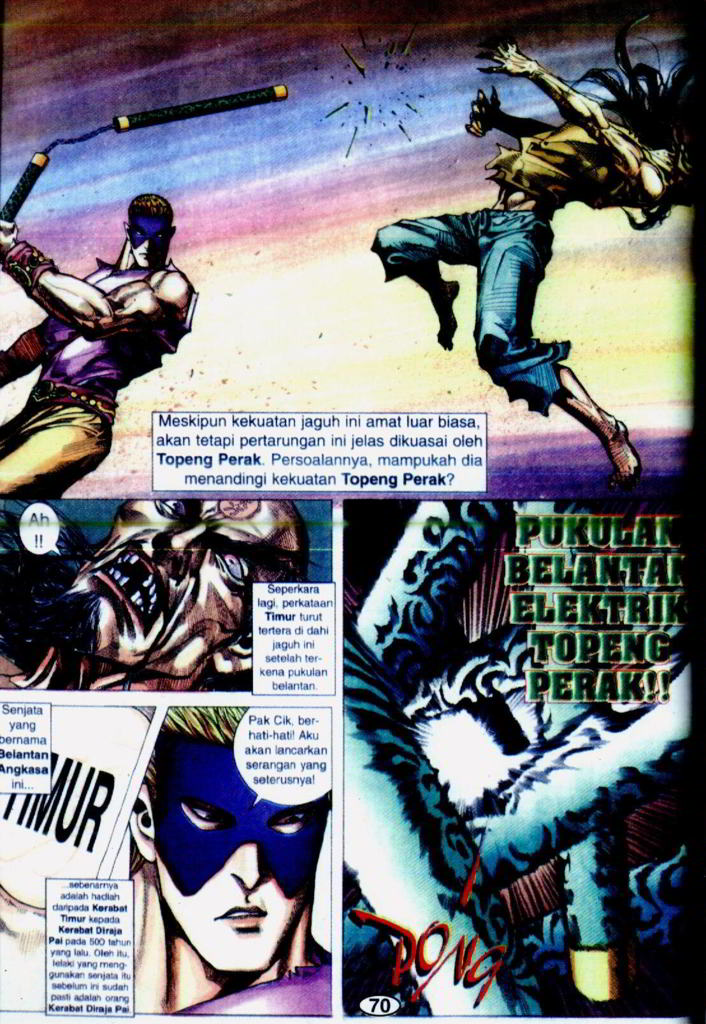 Meskipun kekuatan jaguh ini amat luar biasa,
akan tetapi pertarungan ini jelas dikuasai oleh
Topeng Perak. Persoalannya, mampukah dia
menandingi kekuatan Topeng Perak?
Ah
!!
Seperkara
lagi, perkataan
Timur turut
tertera di dahi
jaguh ini
setelah ter-
kena pukulan
belantan.
PUKULAN
BELANTAN
ELEKTRIK
TOPENG
PERAK!!
Senjata
yang
bernama
Belantan
Angkasa
ini...
TIMUR
Pak Cik, ber-
hati-hati! Aku
akan lancarkan
serangan yang
seterusnya!
...sebenarnya
adalah hadiah
daripada Kerabat
Timur kepada
Kerabat Diraja
Pai pada 500 tahun
yang lalu. Oleh itu,
lelaki yang meng-
gunakan senjata itu
sebelum ini sudah
pasti adalah orang
Kerabat Diraja Pai.
PONG
70